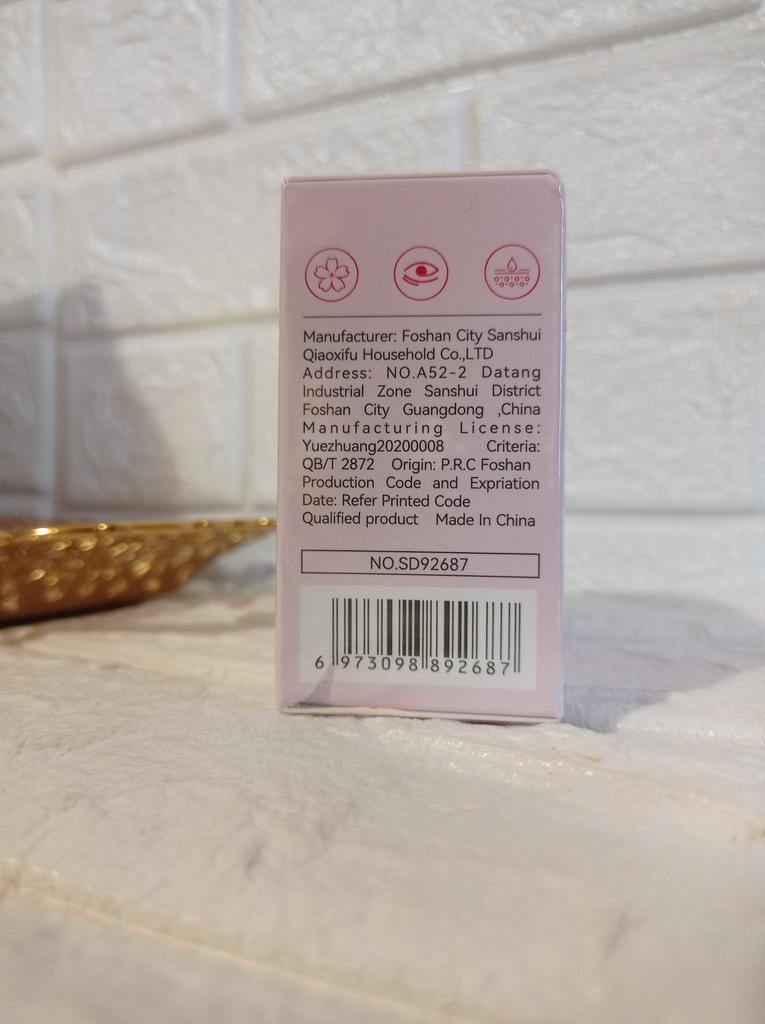 Manufacturer: Foshan City Sanshui
Qiaoxifu Household Co.,LTD
Address: NO.A52-2 Datang
Industrial Zone Sanshui District
Foshan City Guangdong ,China
Manufacturing License:
Yuezhuang20200008 Criteria:
QB/T 2872 Origin: P.R.C Foshan
Production Code and Expriation
Date: Refer Printed Code
Qualified product Made In China
NO.SD92687
6 973098 892687